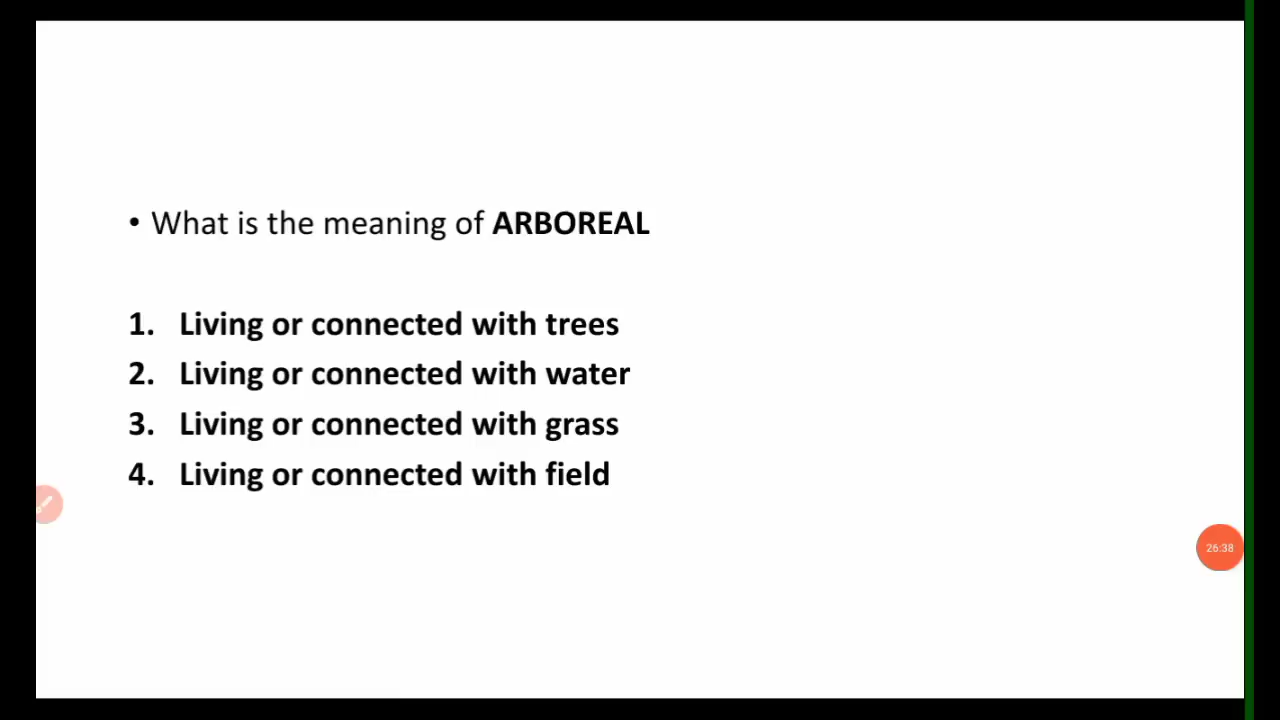 • What is the meaning of ARBOREAL
1. Living or connected with trees
2. Living or connected with water
3. Living or connected with grass
4. Living or connected with field
26:38